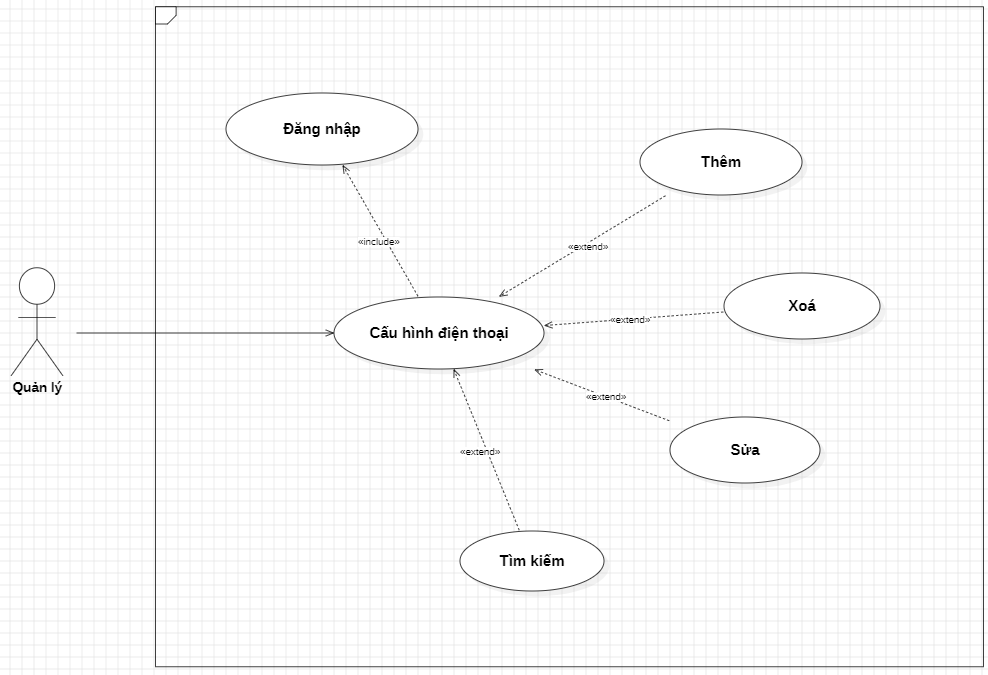 Đăng nhập
Thêm
«include»
«extend»
Xoá
«extend»
Cấu hình điện thoại
Quản lý
«extend»
Sửa
«extend»
Tìm kiếm